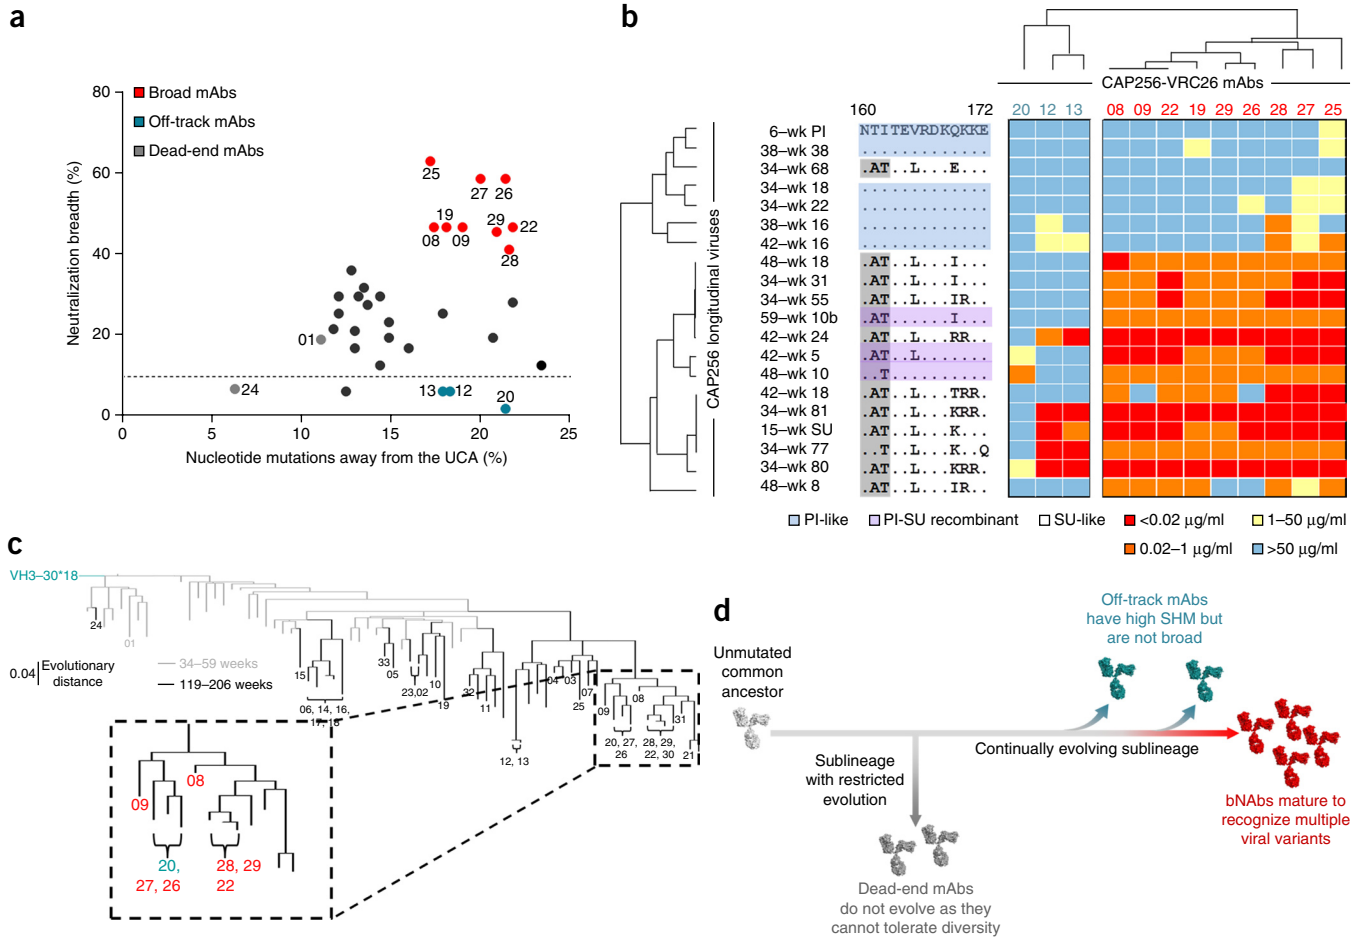 a
80
60
40
20
0
Neutralization breadth (%)
Broad mAbs
Off-track mAbs
Dead-end mAbs
25
27 26
19
29
22
08 09
28
01
24
13 12
20
0 5 10 15 20 25
Nucleotide mutations away from the UCA (%)
b
CAP256-VRC26 mAbs
160 172
20 12 13 08 09 22 19 29 26 28 27 25
CAP256 longitudinal viruses
6–wk PI NTITEVRDKQKKE
38–wk 38 .............
34–wk 68 .AT..L...E...
34–wk 18 .............
34–wk 22 .............
38–wk 16 .............
42–wk 16 .............
48–wk 18 .AT..L...I...
34–wk 31 .AT..L...I...
34–wk 55 .AT..L...IR..
59–wk 10b .AT......I...
42–wk 24 .AT..L...RR..
42–wk 5 .AT..L.......
48–wk 10 ..T..........
42–wk 18 .AT..L...TRR.
34–wk 81 .AT..L...KRR.
15–wk SU .AT..L...K...
34–wk 77 ..T..L...K..Q
34–wk 80 .AT..L...KRR.
48–wk 8 .AT..L...IR..
PI-like
PI-SU recombinant
SU-like
<0.02 μg/ml
1–50 μg/ml
0.02–1 μg/ml
>50 μg/ml
c
VH3–30*18
24
01
0.04
Evolutionary
distance
34–59 weeks
119–206 weeks
15
06, 14, 16,
17, 18
33
05
23,02
10
19
32
11
12, 13
04 03
07
25
09
08
31
20, 27,
26
28, 29,
22, 30
21
09
08
20,
27, 26
28, 29
22
d
Unmutated
common
ancestor
Off-track mAbs
have high SHM but
are not broad
Sublineage
with restricted
evolution
Continually evolving sublineage
bNAbs mature to
recognize multiple
viral variants
Dead-end mAbs
do not evolve as they
cannot tolerate diversity